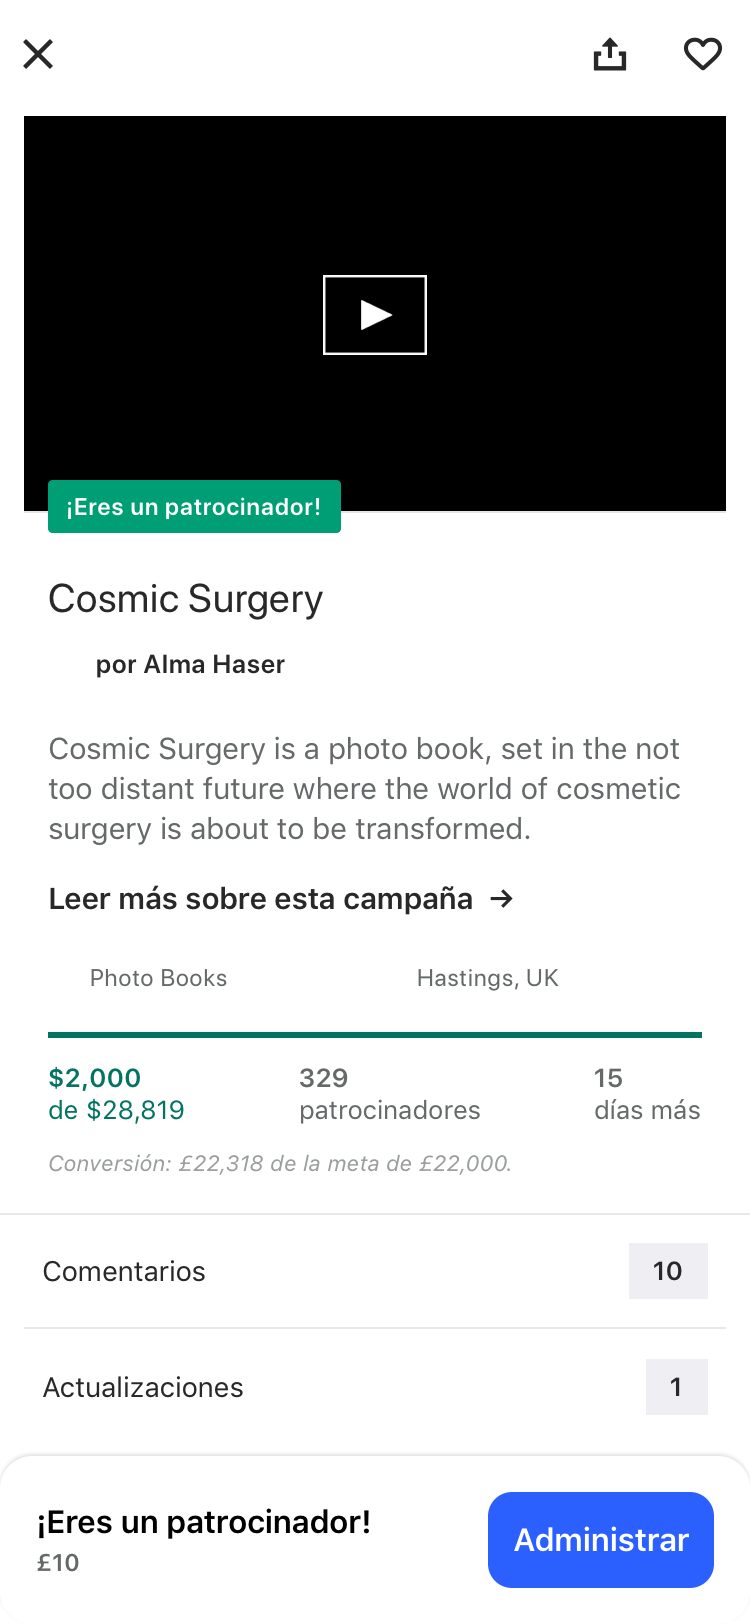 ¡Eres un patrocinador!
Cosmic Surgery
por Alma Haser
Cosmic Surgery is a photo book, set in the not
too distant future where the world of cosmetic
surgery is about to be transformed.
Leer más sobre esta campaña →
Photo Books
Hastings, UK
$2,000
de $28,819
329
patrocinadores
15
días más
Conversión: £22,318 de la meta de £22,000.
Comentarios
10
Actualizaciones
1
¡Eres un patrocinador!
£10
Administrar